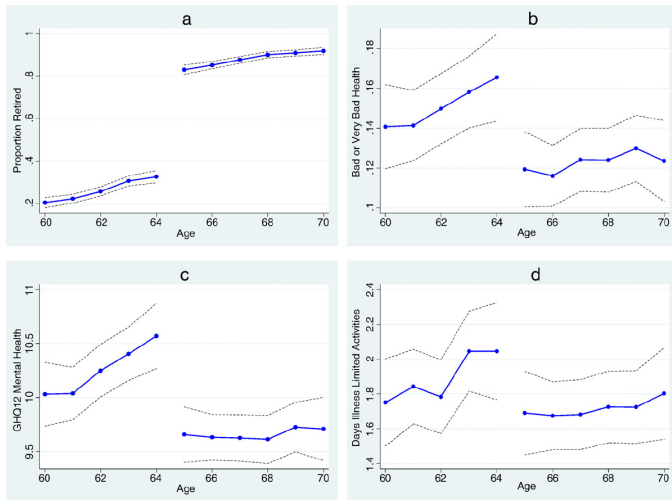 a
Proportion Retired
1
.8
.6
.4
.2
60 62 64 66 68 70
Age
b
Bad or Very Bad Health
.18
.16
.14
.12
.1
60 62 64 66 68 70
Age
c
GHQ12 Mental Health
11
10.5
10
9.5
60 62 64 66 68 70
Age
d
Days Illness Limited Activities
2.4
2.2
2
1.8
1.6
1.4
60 62 64 66 68 70
Age